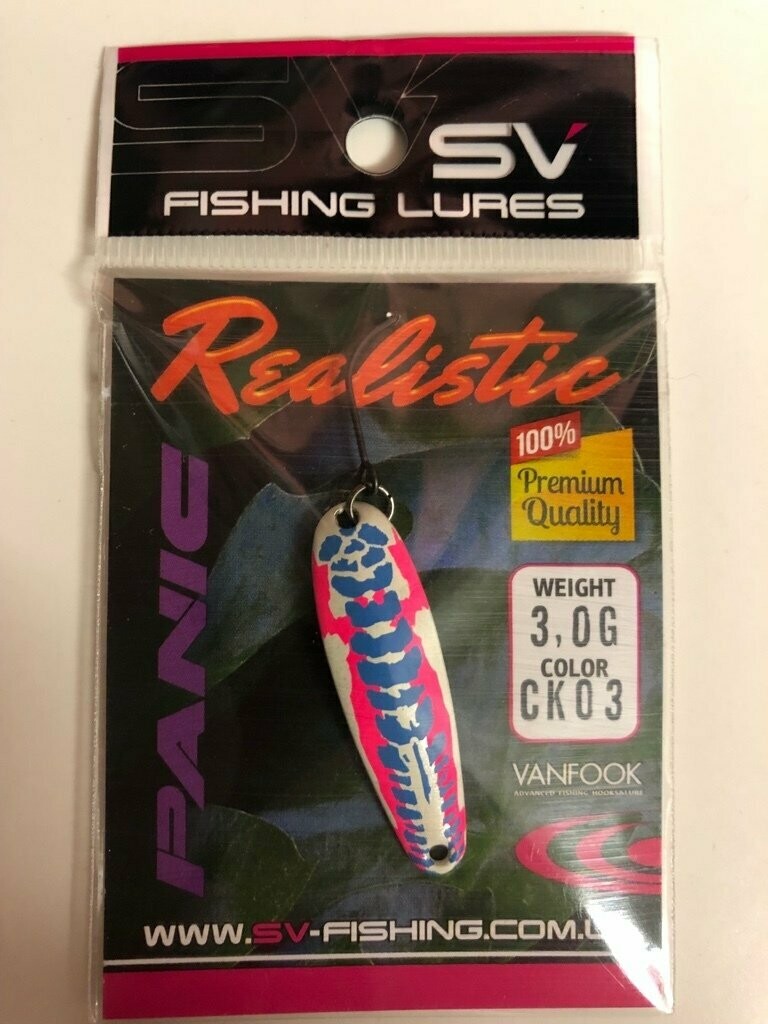 SV
SV
FISHING LURES
Realistic
100%
Premium
Quality
PANIC
WEIGHT
3,0G
COLOR
CK03
VANFOOK
ADVANCED FISHING HOOKS&LURE
WWW.SV-FISHING.COM.U